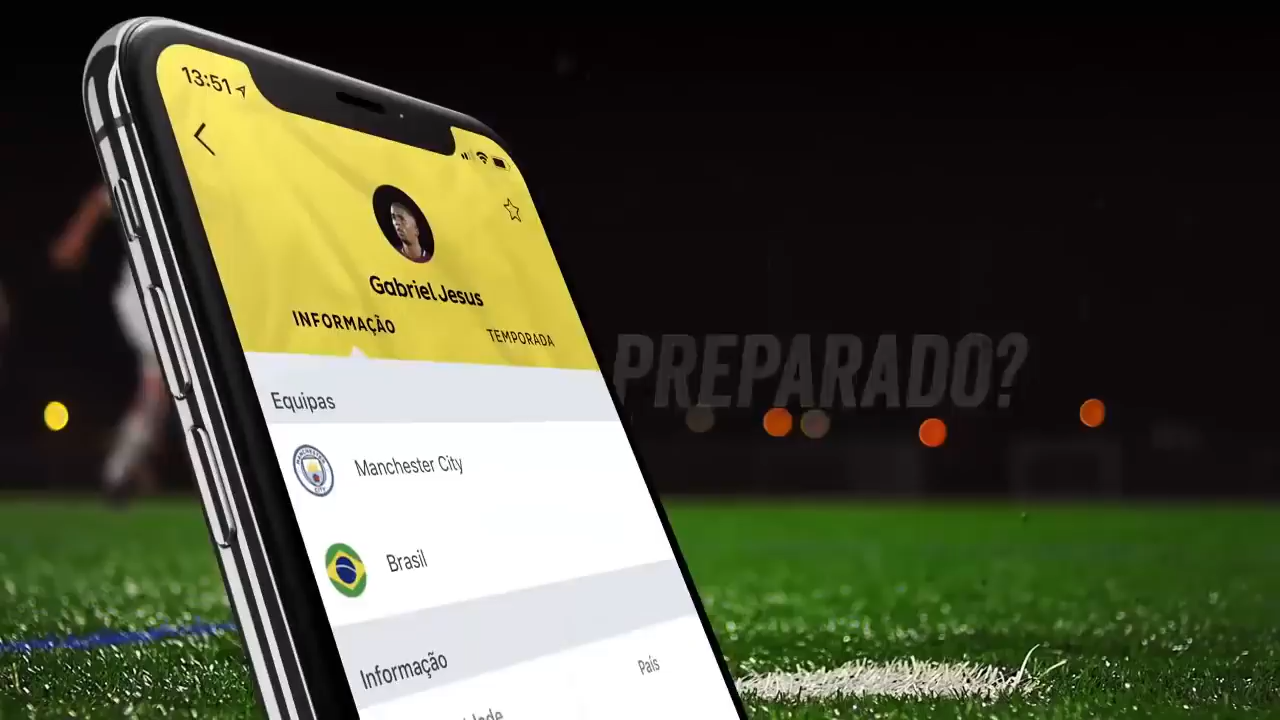 13:51
Gabriel Jesus
INFORMAÇÃO
TEMPORADA
PREPARADO?
Equipas
Manchester City
Brasil
Informação
País